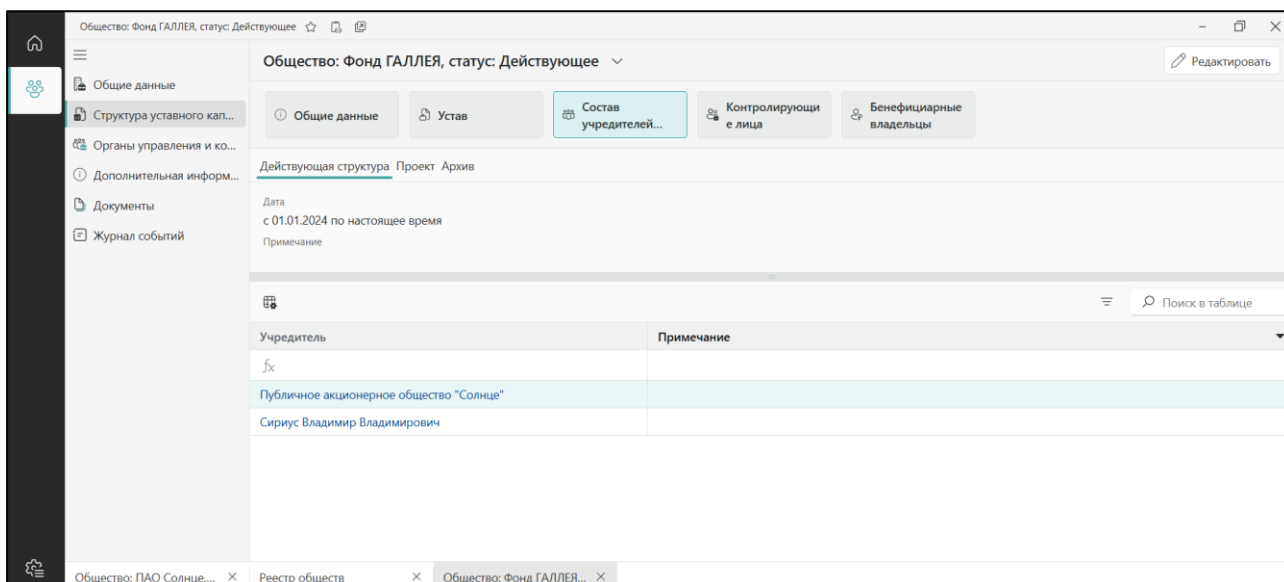 Общество: Фонд ГАЛЛЕЯ, статус: Действующее
Общество: Фонд ГАЛЛЕЯ, статус: Действующее
Редактировать
Общие данные
Структура уставного кап...
Органы управления и ко...
Дополнительная информ...
Документы
Журнал событий
Общие данные
Устав
Состав
учредителей...
Контролирующи
е лица
Бенефициарные
владельцы
Действующая структура Проект Архив
Дата
с 01.01.2024 по настоящее время
Примечание
Поиск в таблице
Учредитель Примечание
fx
Публичное акционерное общество "Солнце"
Сириус Владимир Владимирович
Общество: ПАО Солнце,... Реестр обществ Общество: Фонд ГАЛЛЕЯ...